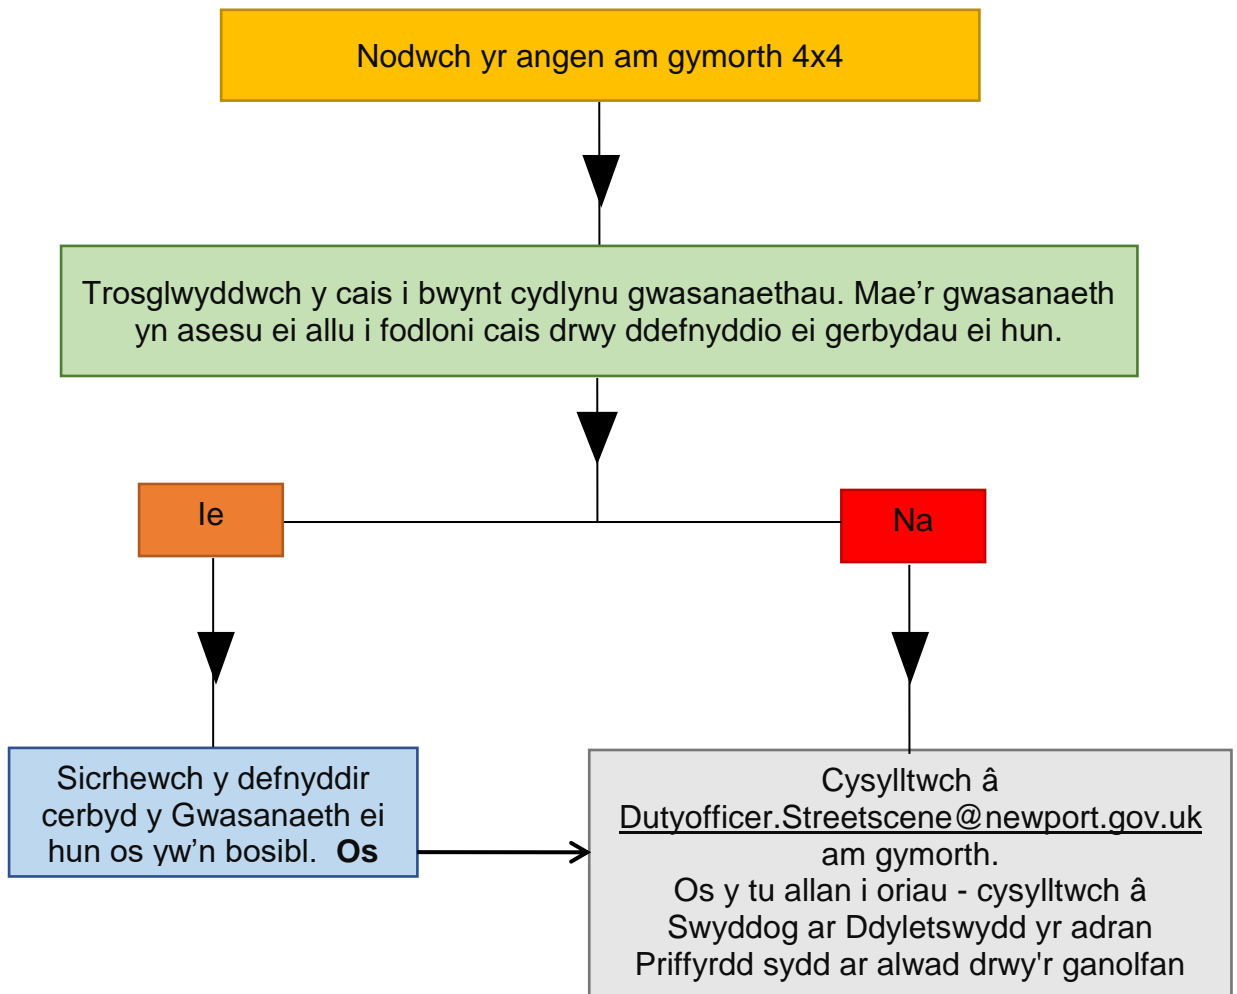 Nodwch yr angen am gymorth 4x4
Trosglwyddwch y cais i bwynt cydlynu gwasanaethau. Mae'r gwasanaeth
yn asesu ei allu i fodloni cais drwy ddefnyddio ei gerbydau ei hun.
Ie
Na
Sicrhewch y defnyddir
cerbyd y Gwasanaeth ei
hun os yw'n bosibl. Os
Cysylltwch â
Dutyofficer.Streetscene@newport.gov.uk
am gymorth.
Os y tu allan i oriau - cysylltwch â
Swyddog ar Ddyletswydd yr adran
Priffyrdd sydd ar alwad drwy'r ganolfan